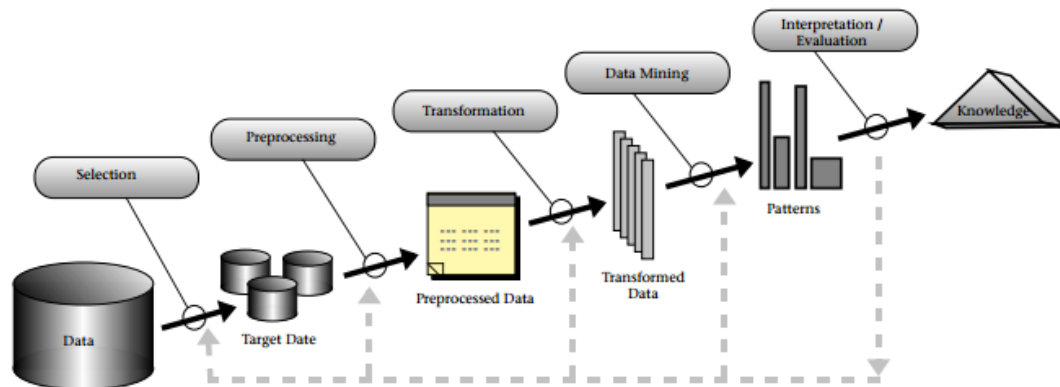 Interpretation /
Evaluation
Data Mining
Transformation
Preprocessing
Selection
Knowledge
Patterns
Transformed
Data
Preprocessed Data
Target Date
Data